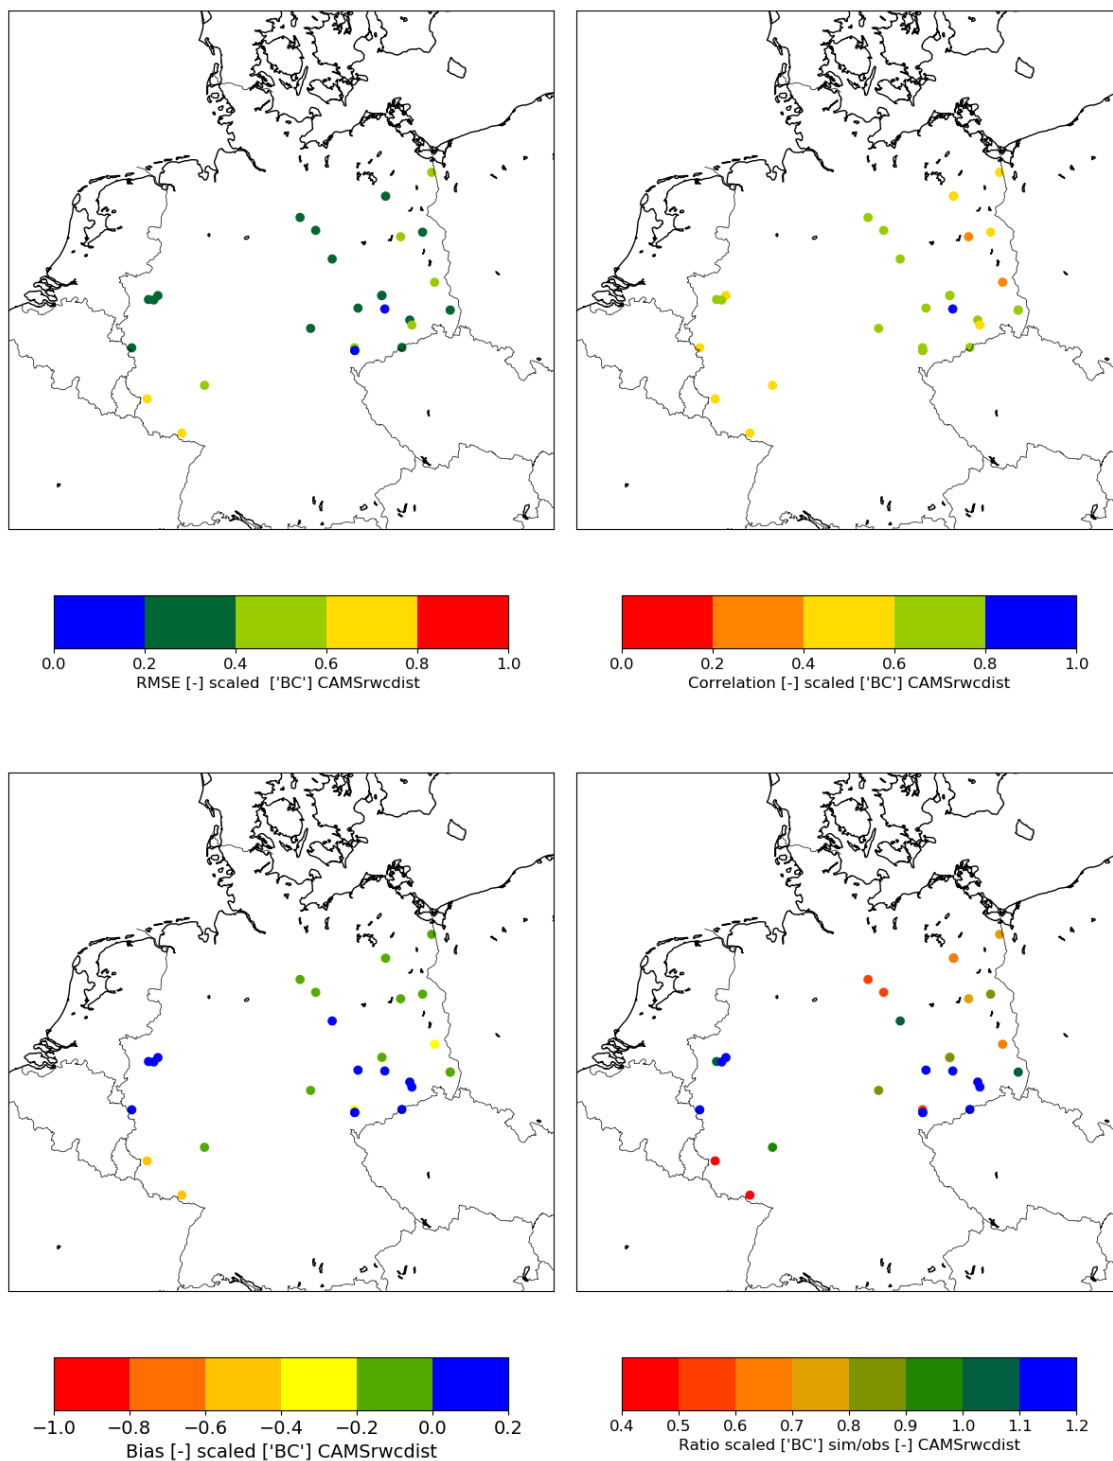 0.0 0.2 0.4 0.6 0.8 1.0
RMSE [-] scaled  ['BC'] CAMSrwcdist
0.0 0.2 0.4 0.6 0.8 1.0
Correlation [-] scaled ['BC'] CAMSrwcdist
−1.0 −0.8 −0.6 −0.4 −0.2 0.0 0.2
Bias [-] scaled ['BC'] CAMSrwcdist
0.4 0.5 0.6 0.7 0.8 0.9 1.0 1.1 1.2
Ratio scaled ['BC'] sim/obs [-] CAMSrwcdist